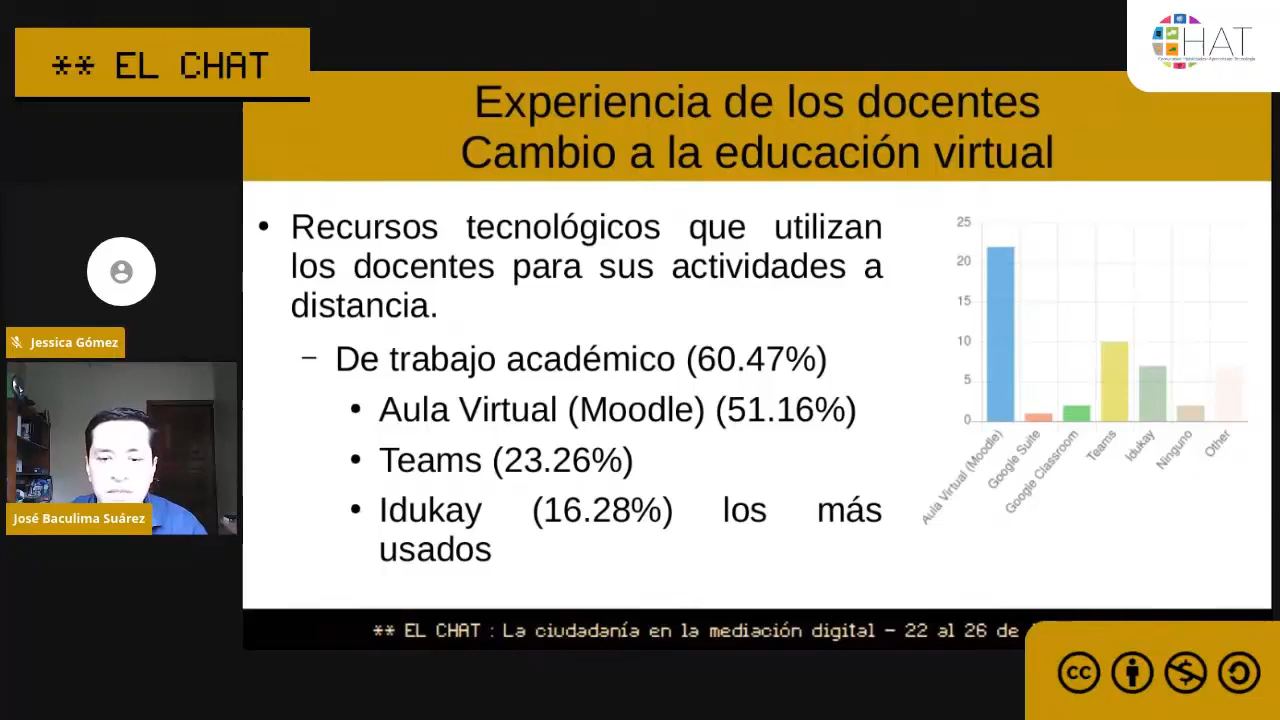 ** EL CHAT
HAT
Experiencia de los docentes
Cambio a la educación virtual
• Recursos tecnológicos que utilizan
los docentes para sus actividades a
distancia.
– De trabajo académico (60.47%)
• Aula Virtual (Moodle) (51.16%)
• Teams (23.26%)
• Idukay (16.28%) los más
usados
25
20
15
10
5
0
Aula Virtual (Moodle)
Google Suite
Google Classroom
Teams
Idukay
Ninguno
Other
Jessica Gómez
José Baculima Suárez
** EL CHAT : La ciudadanía en la mediación digital – 22 al 26 de
cc